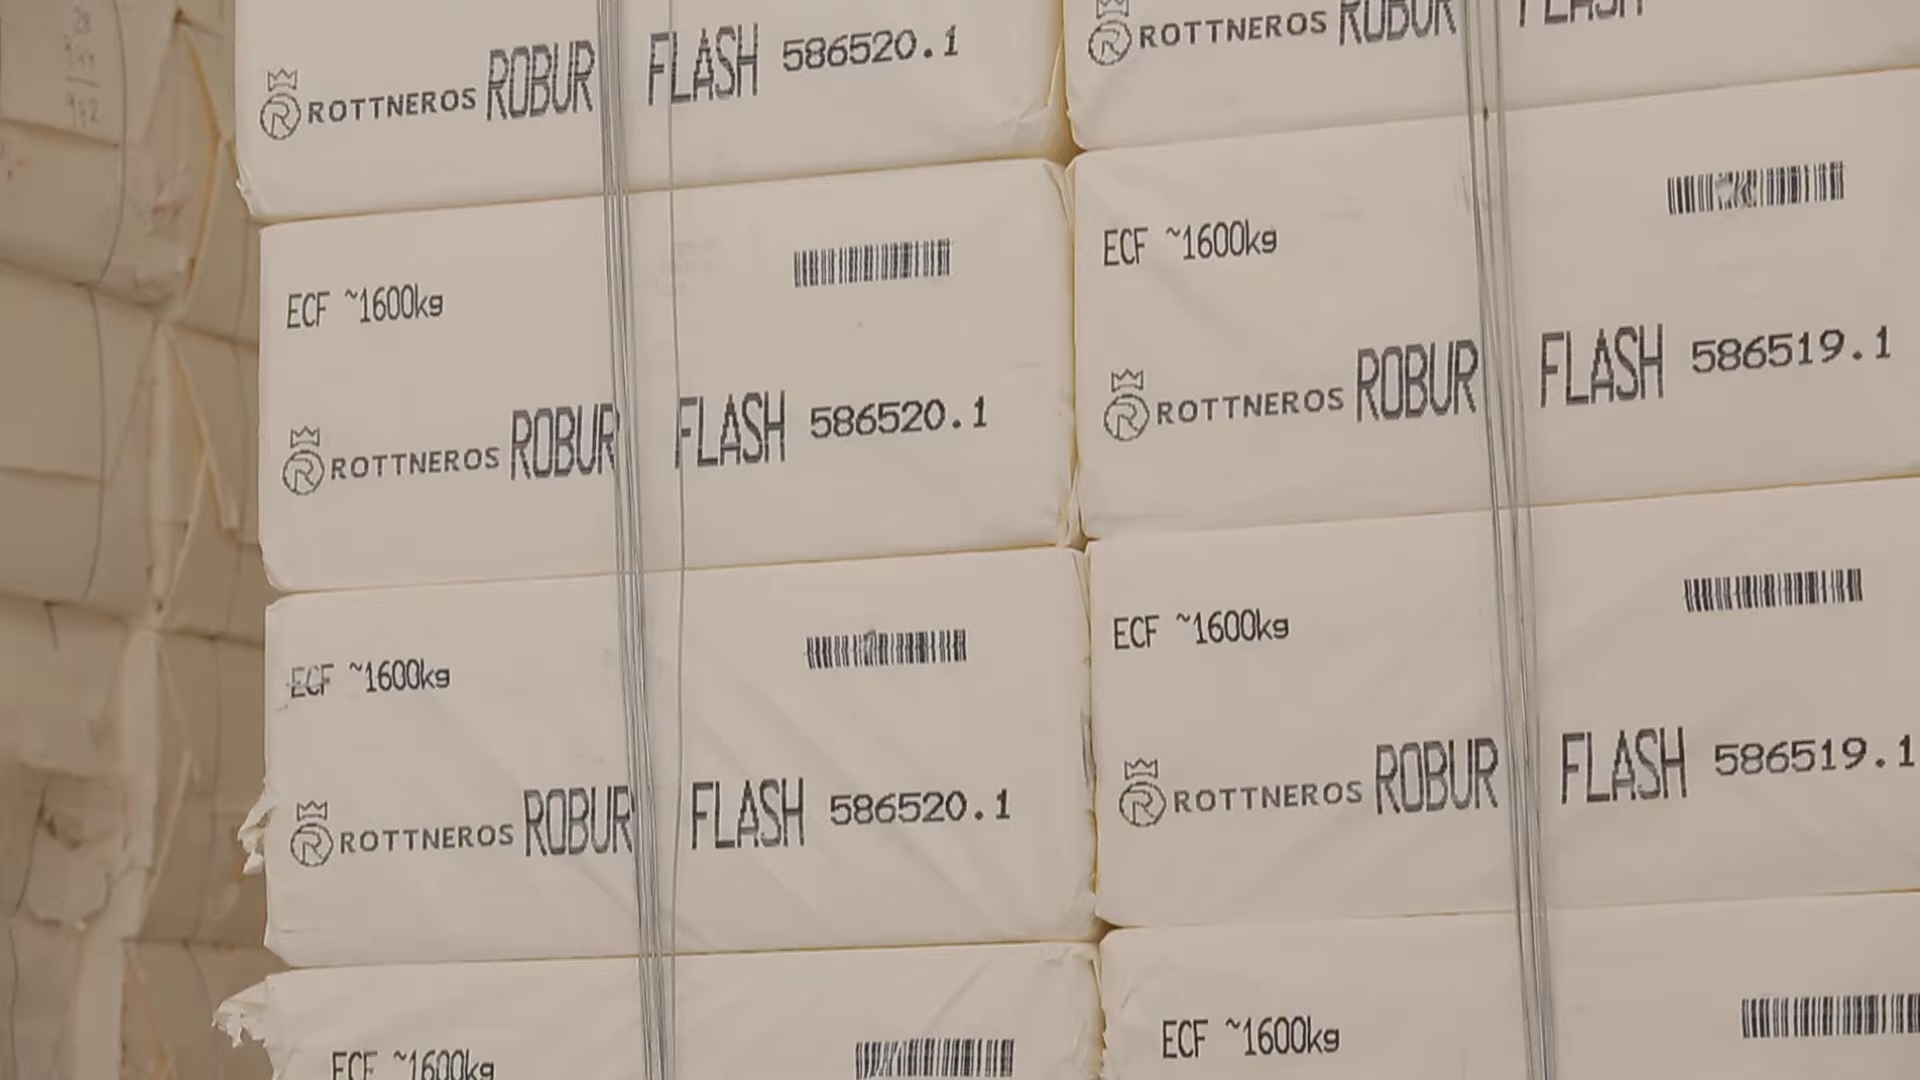 ROTTNEROS ROBUR FLASH 586520.1
ROTTNEROS ROBUR FLASH
ECF ~1600kg
ROTTNEROS ROBUR FLASH 586520.1
ECF ~1600kg
ROTTNEROS ROBUR FLASH 586519.1
ECF ~1600kg
ROTTNEROS ROBUR FLASH 586520.1
ECF ~1600kg
ROTTNEROS ROBUR FLASH 586519.1
ECF ~1600kg
ECF ~1600kg